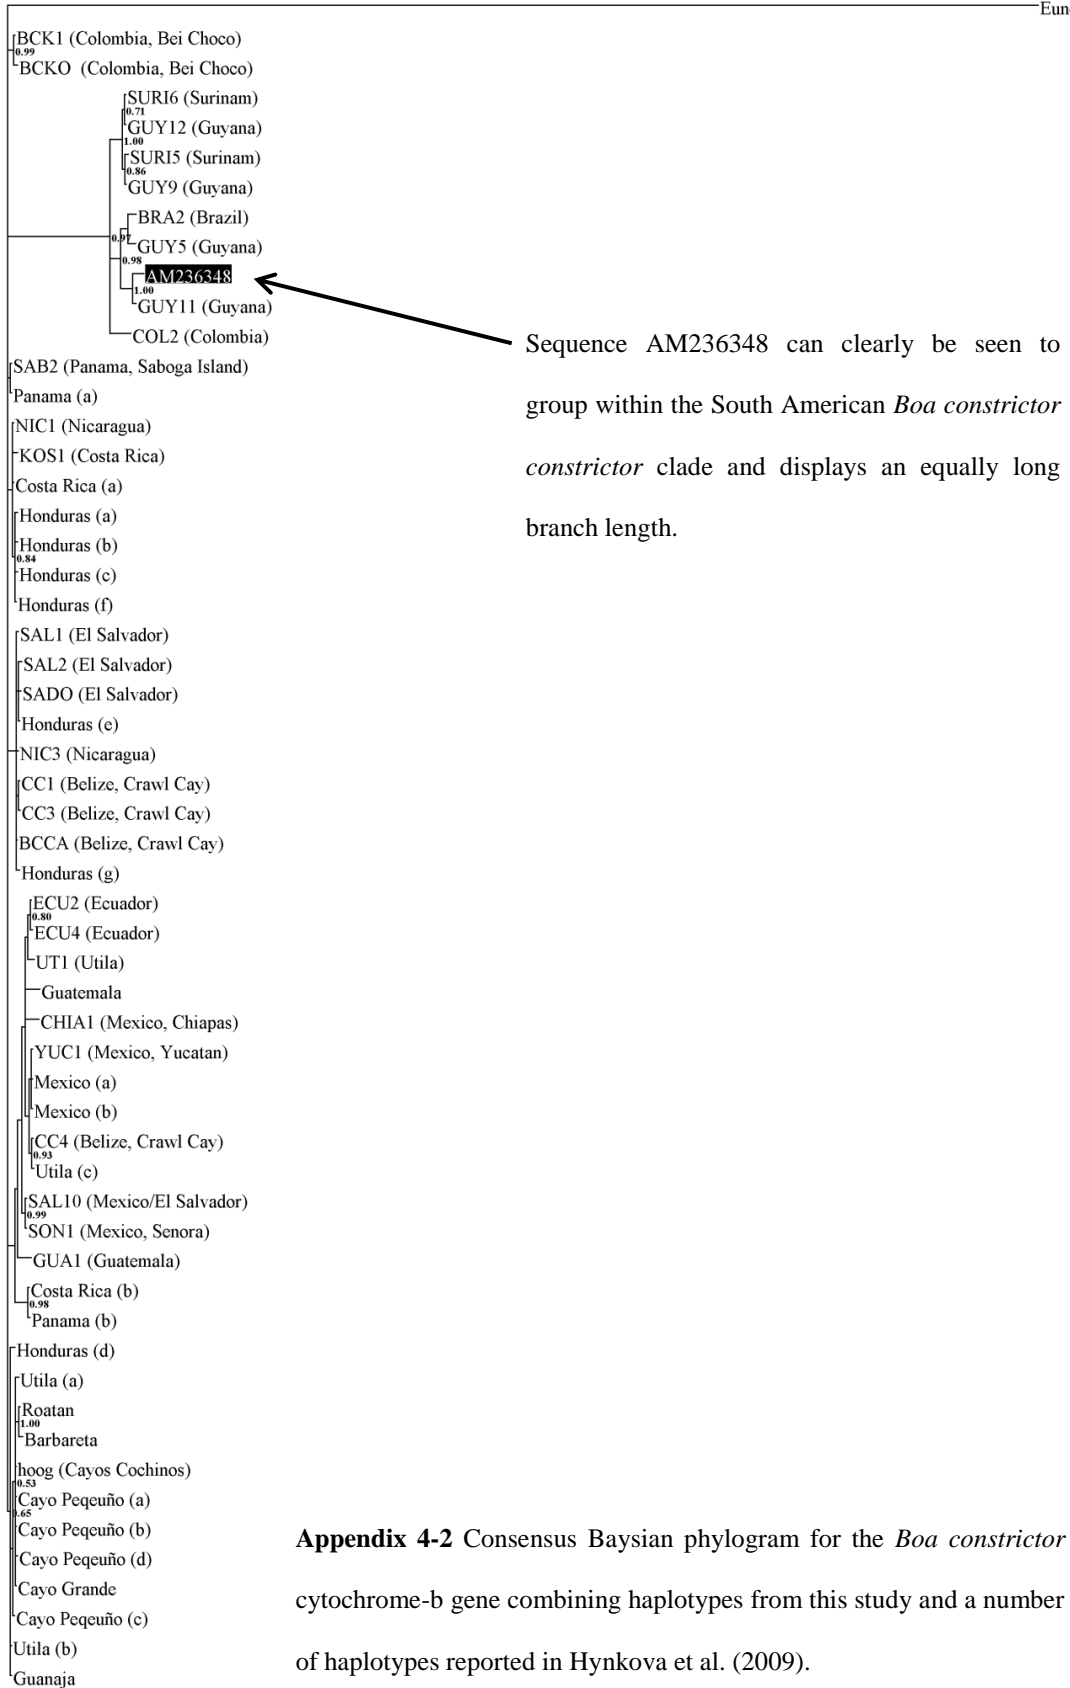 Eun
BCK1 (Colombia, Bei Choco)
0.99
BCKO (Colombia, Bei Choco)
SURI6 (Surinam)
0.71
GUY12 (Guyana)
1.00
SURI5 (Surinam)
0.86
GUY9 (Guyana)
BRA2 (Brazil)
0.97
GUY5 (Guyana)
0.98
AM236348
1.00
GUY11 (Guyana)
COL2 (Colombia)
Sequence AM236348 can clearly be seen to
group within the South American Boa constrictor
constrictor clade and displays an equally long
branch length.
SAB2 (Panama, Saboga Island)
Panama (a)
NIC1 (Nicaragua)
KOS1 (Costa Rica)
Costa Rica (a)
Honduras (a)
Honduras (b)
0.84
Honduras (c)
Honduras (f)
SAL1 (El Salvador)
SAL2 (El Salvador)
SADO (El Salvador)
Honduras (e)
NIC3 (Nicaragua)
CC1 (Belize, Crawl Cay)
CC3 (Belize, Crawl Cay)
BCCA (Belize, Crawl Cay)
Honduras (g)
ECU2 (Ecuador)
0.80
ECU4 (Ecuador)
UT1 (Utila)
Guatemala
CHIA1 (Mexico, Chiapas)
YUC1 (Mexico, Yucatan)
Mexico (a)
Mexico (b)
CC4 (Belize, Crawl Cay)
0.93
Utila (c)
SAL10 (Mexico/El Salvador)
0.99
SON1 (Mexico, Senora)
GUA1 (Guatemala)
Costa Rica (b)
0.98
Panama (b)
Honduras (d)
Utila (a)
Roatan
1.00
Barbareta
hoog (Cayos Cochinos)
0.53
Cayo Peqeuño (a)
0.65
Cayo Peqeuño (b)
Cayo Peqeuño (d)
Cayo Grande
Cayo Peqeuño (c)
Utila (b)
Guanaja
Appendix 4-2 Consensus Baysian phylogram for the Boa constrictor
cytochrome-b gene combining haplotypes from this study and a number
of haplotypes reported in Hynkova et al. (2009).